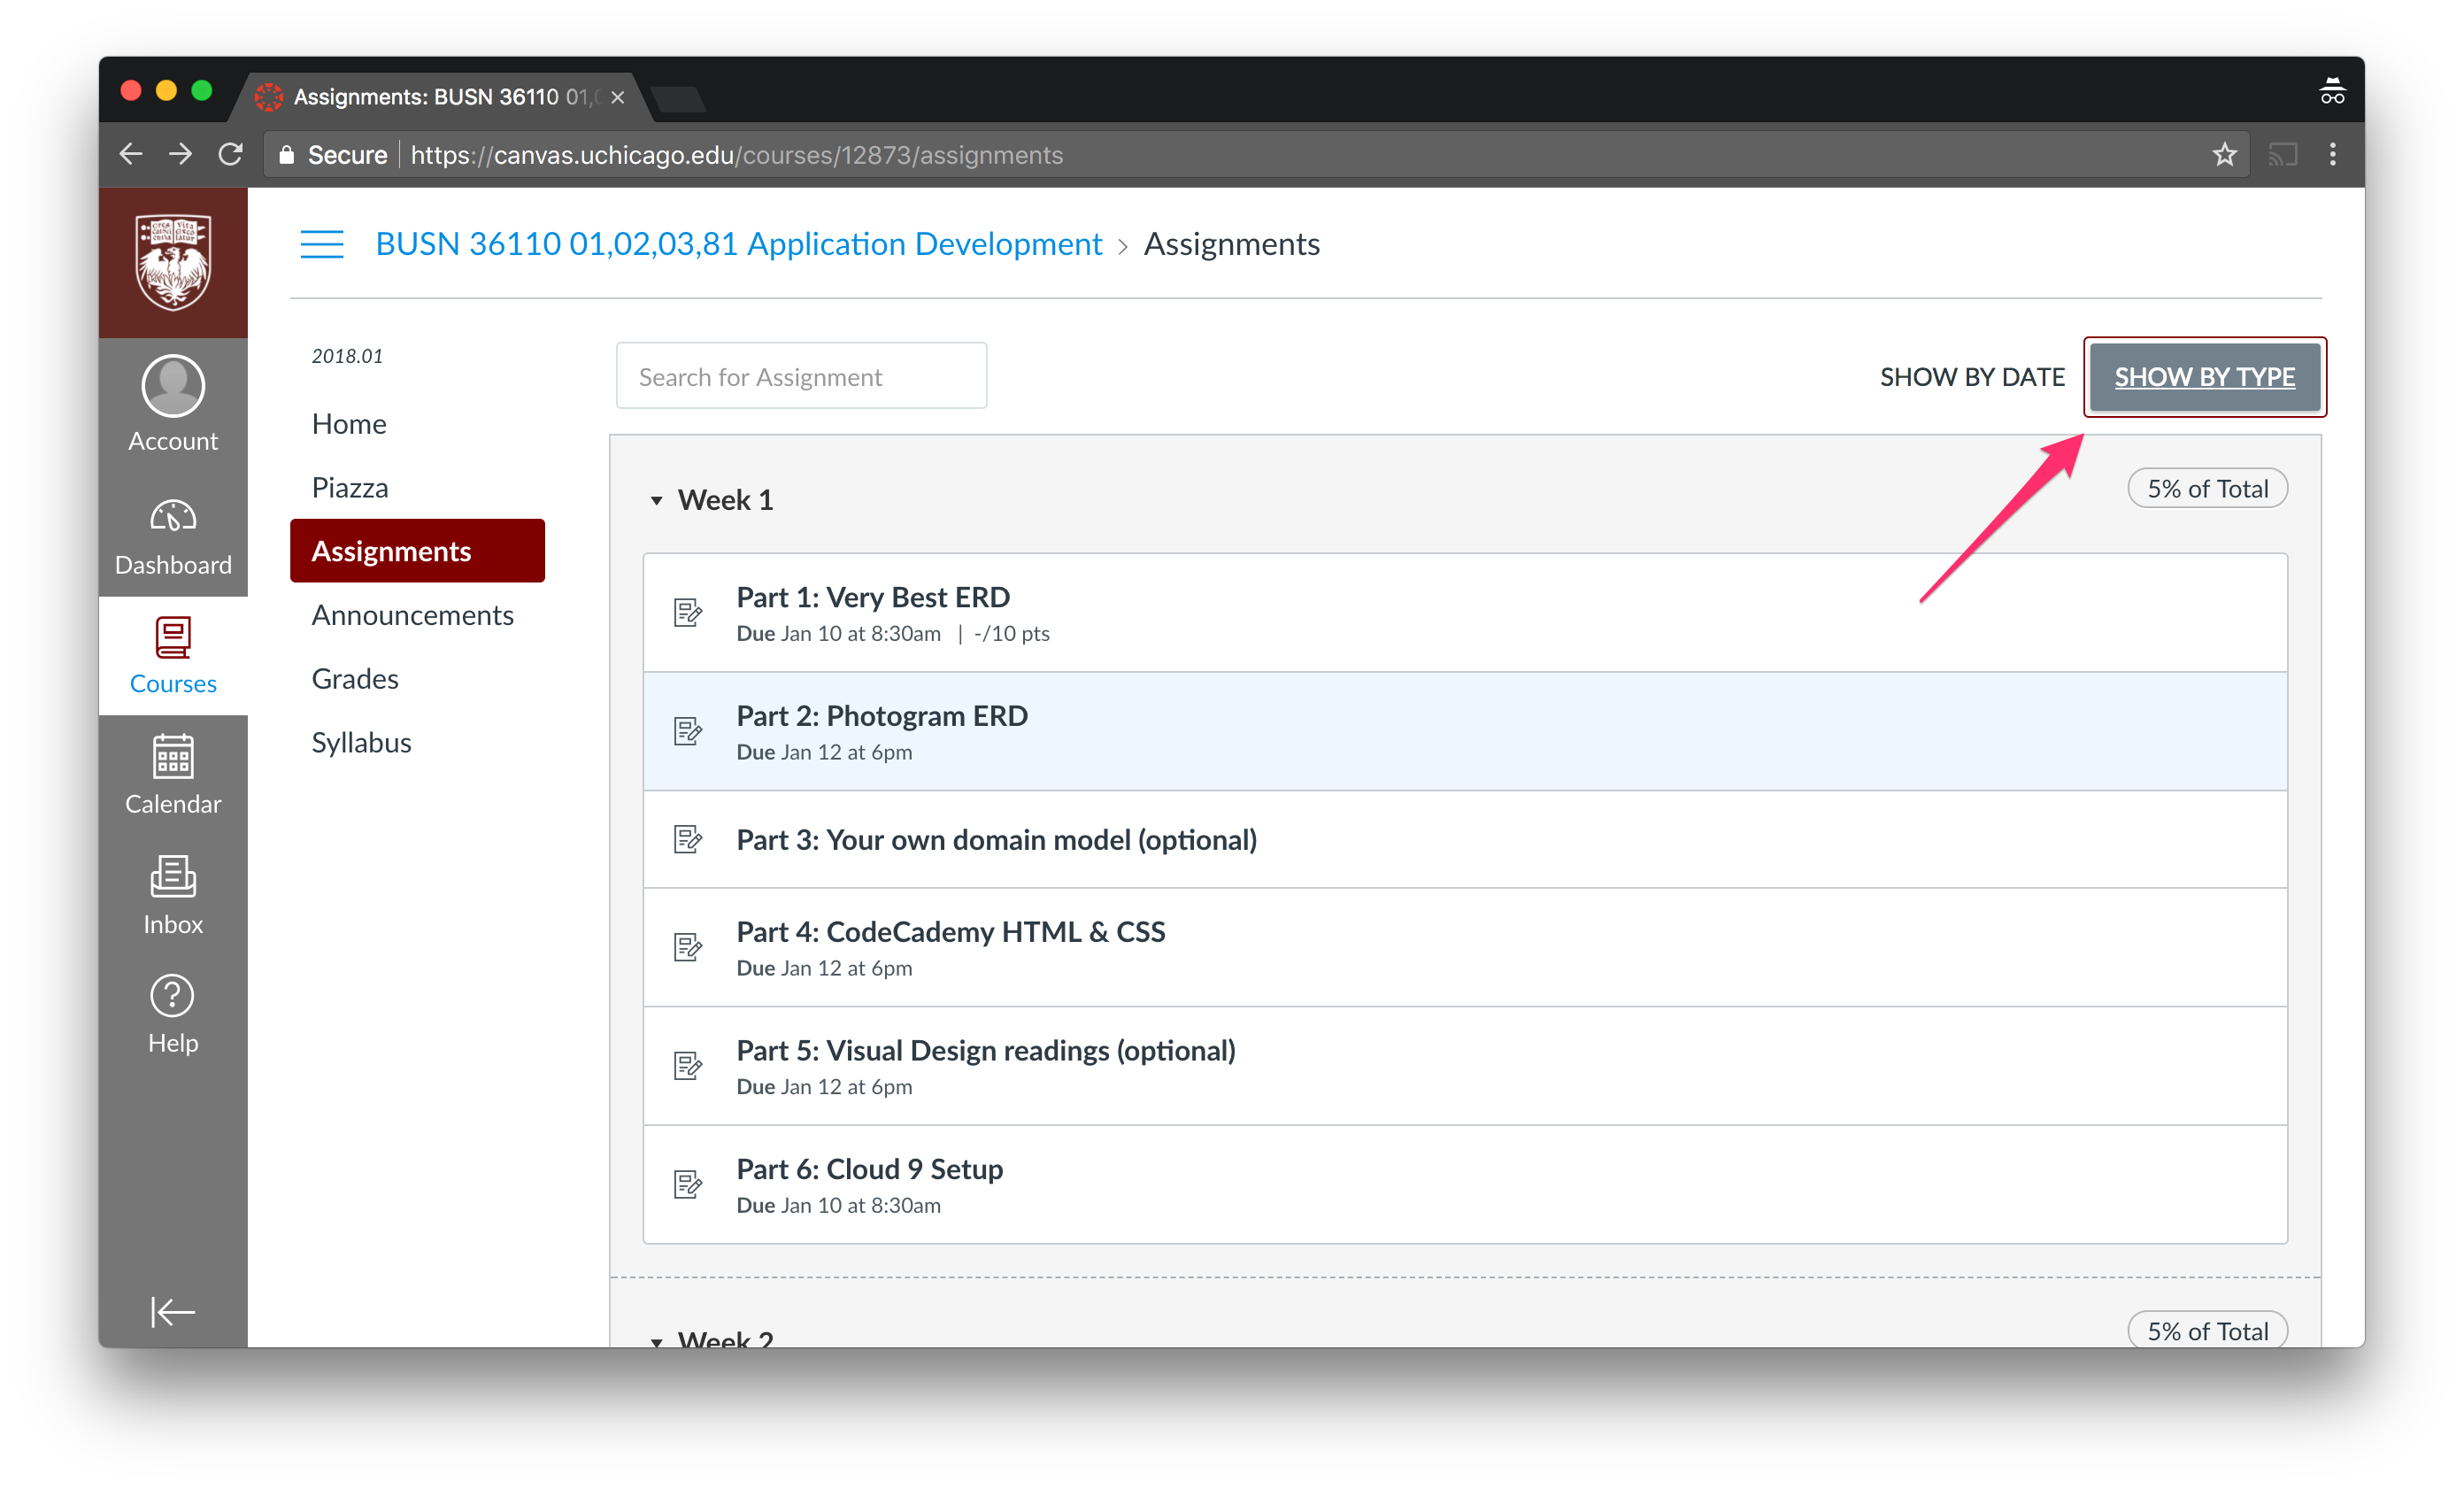 Assignments: BUSN 36110 01,0
Secure https://canvas.uchicago.edu/courses/12873/assignments
BUSN 36110 01,02,03,81 Application Development > Assignments
2018.01
Search for Assignment
SHOW BY DATE
SHOW BY TYPE
Account
Dashboard
Courses
Calendar
Inbox
Help
Home
Piazza
Assignments
Announcements
Grades
Syllabus
Week 1
5% of Total
Part 1: Very Best ERD
Due Jan 10 at 8:30am | -/10 pts
Part 2: Photogram ERD
Due Jan 12 at 6pm
Part 3: Your own domain model (optional)
Part 4: CodeCademy HTML & CSS
Due Jan 12 at 6pm
Part 5: Visual Design readings (optional)
Due Jan 12 at 6pm
Part 6: Cloud 9 Setup
Due Jan 10 at 8:30am
Week 2
5% of Total